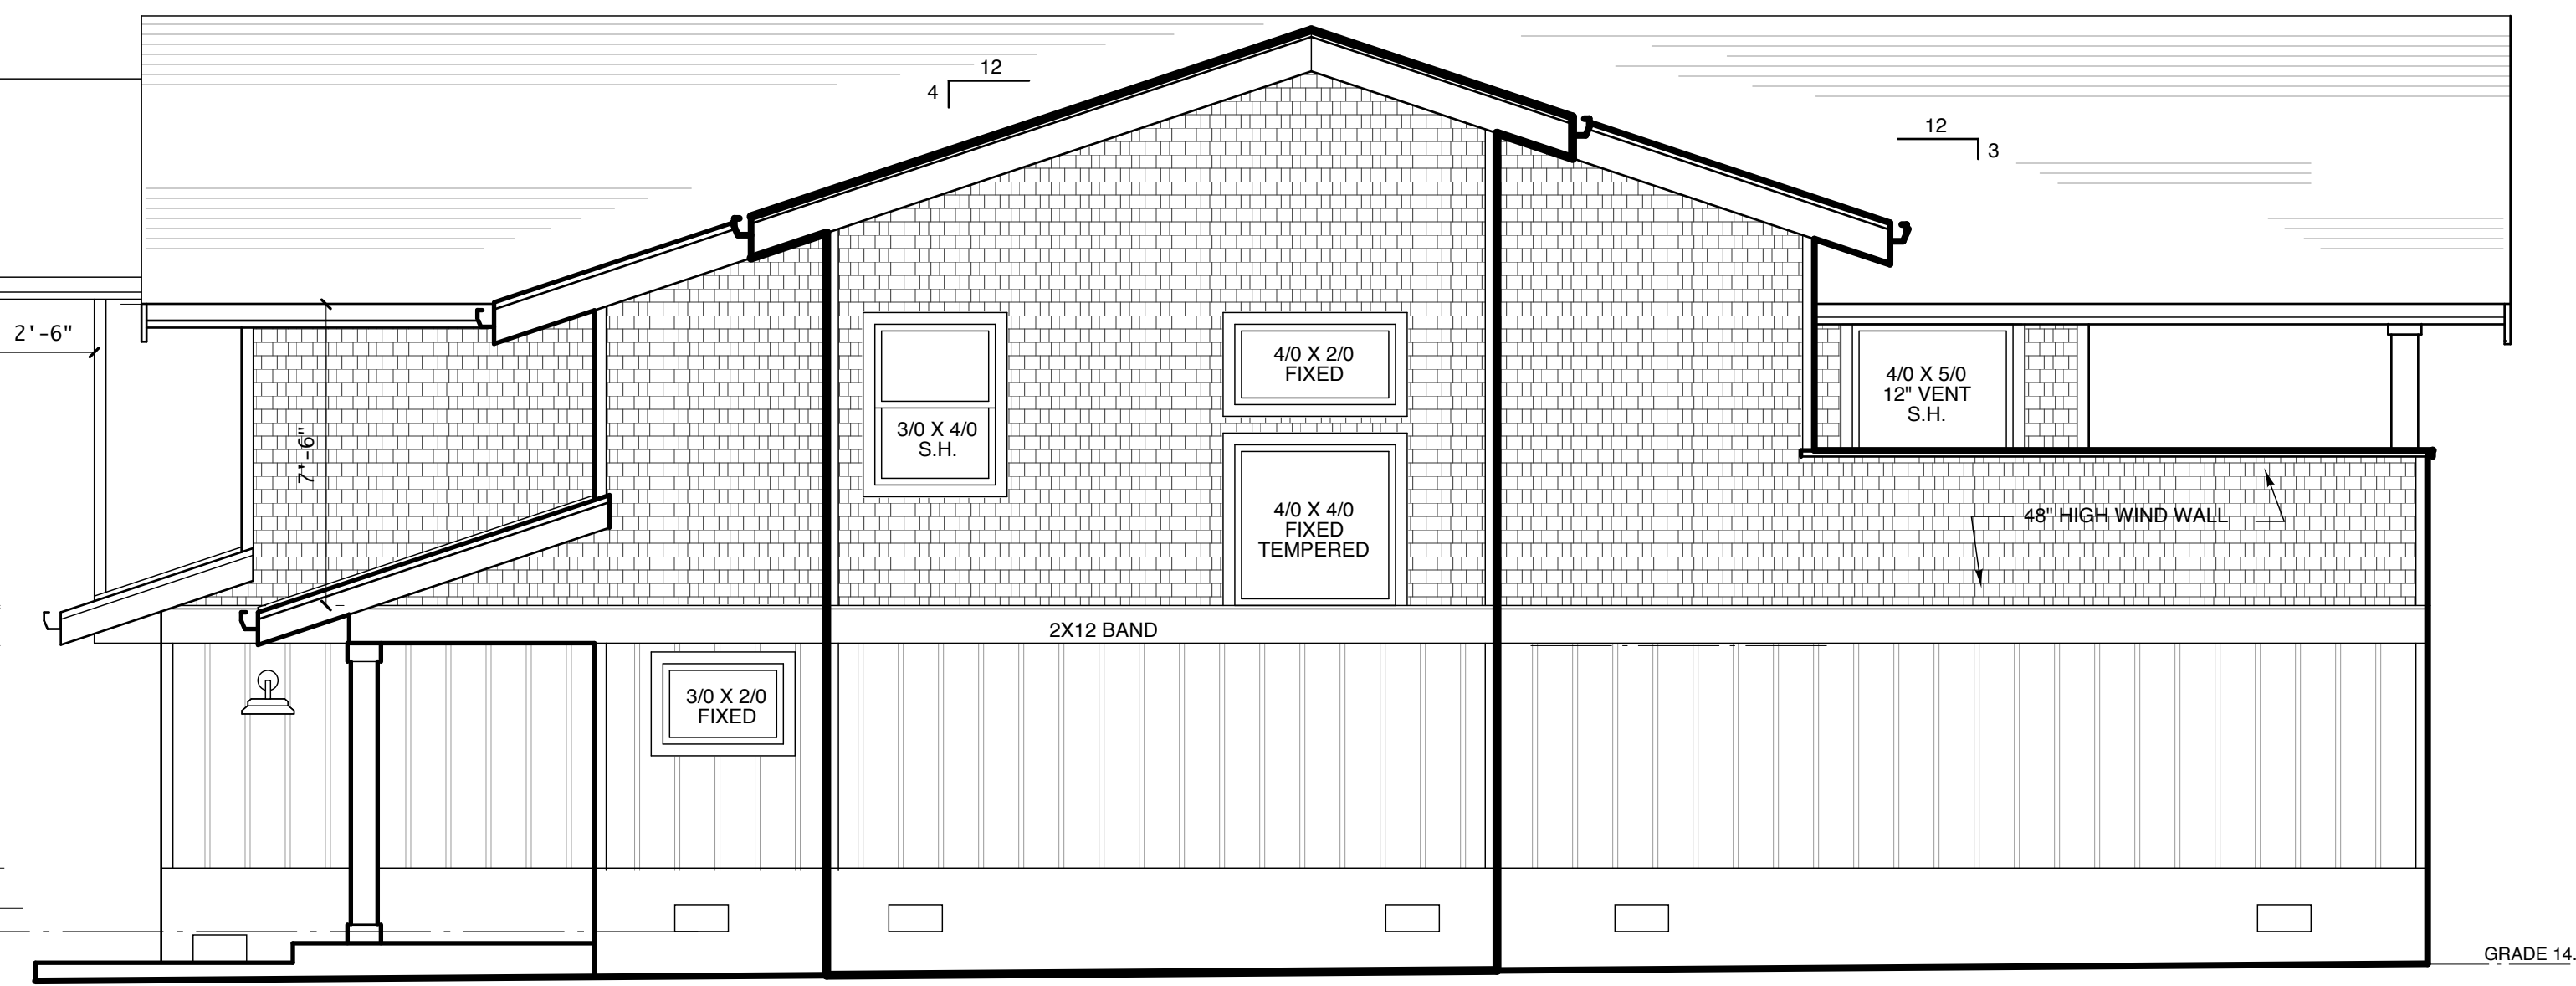 12
4
12
3
2'-6"
7'-6"
4/0 X 2/0
FIXED
4/0 X 5/0
12" VENT
S.H.
3/0 X 4/0
S.H.
4/0 X 4/0
FIXED
TEMPERED
48" HIGH WIND WALL
2X12 BAND
3/0 X 2/0
FIXED
GRADE 14.